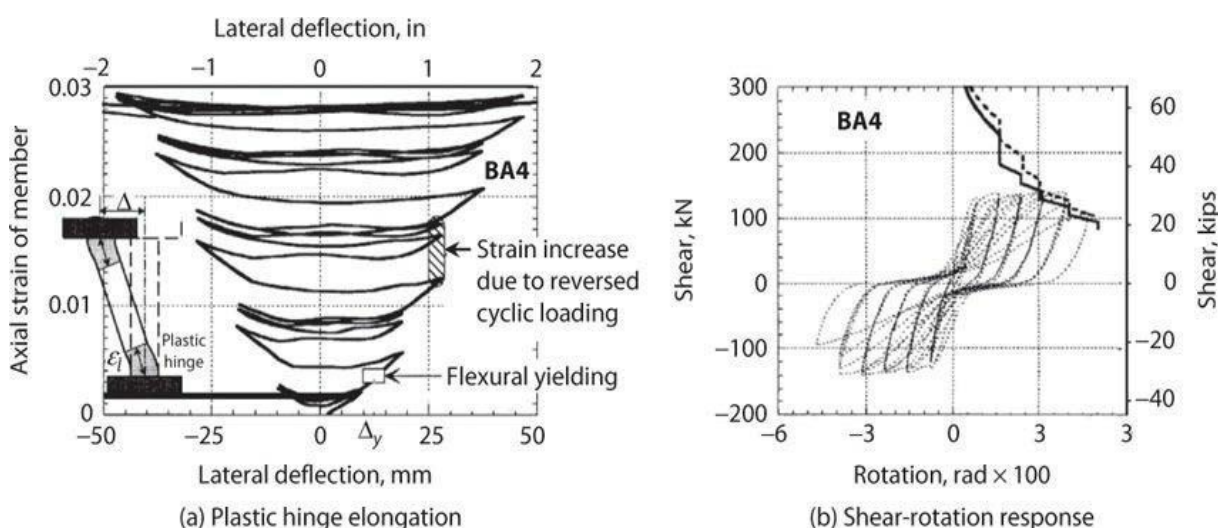 Lateral deflection, in
−2 −1 0 1 2
0.03
0.02
0.01
0
Axial strain of member
BA4
Δ
Strain increase
due to reversed
cyclic loading
Plastic
hinge
εi
Flexural yielding
−50 −25 0 Δy 25 50
Lateral deflection, mm
(a) Plastic hinge elongation
300
200
100
0
−100
−200
Shear, kN
BA4
60
40
20
0
−20
−40
Shear, kips
−6 −3 0 3 3
Rotation, rad × 100
(b) Shear-rotation response